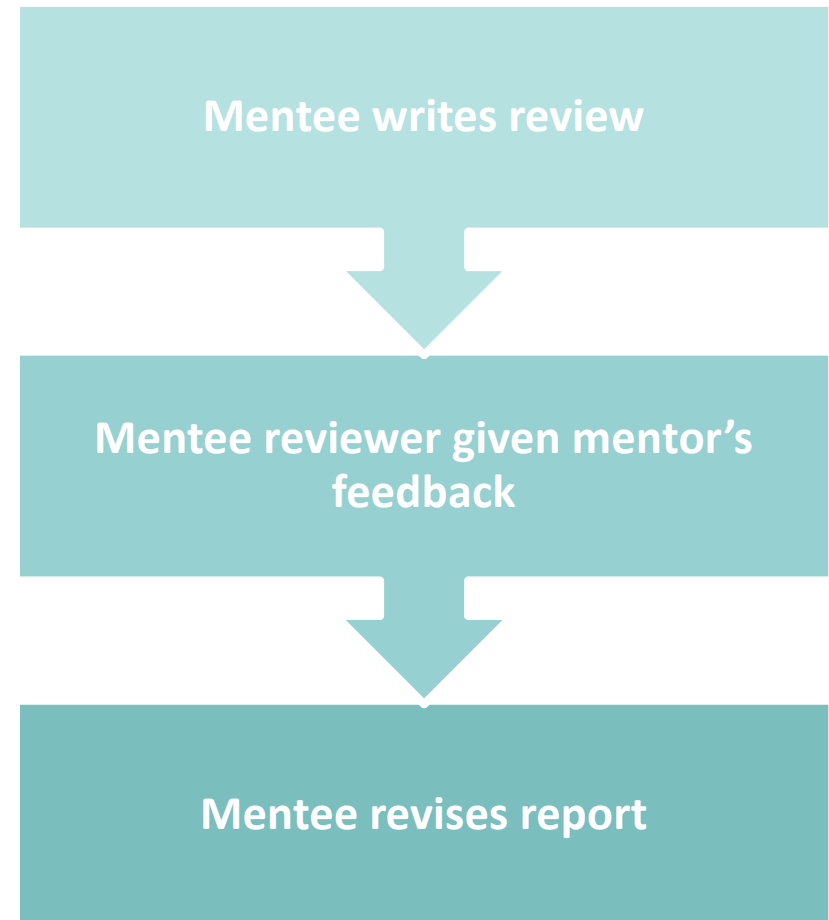 Mentee writes review
Mentee reviewer given mentor’s
feedback
Mentee revises report